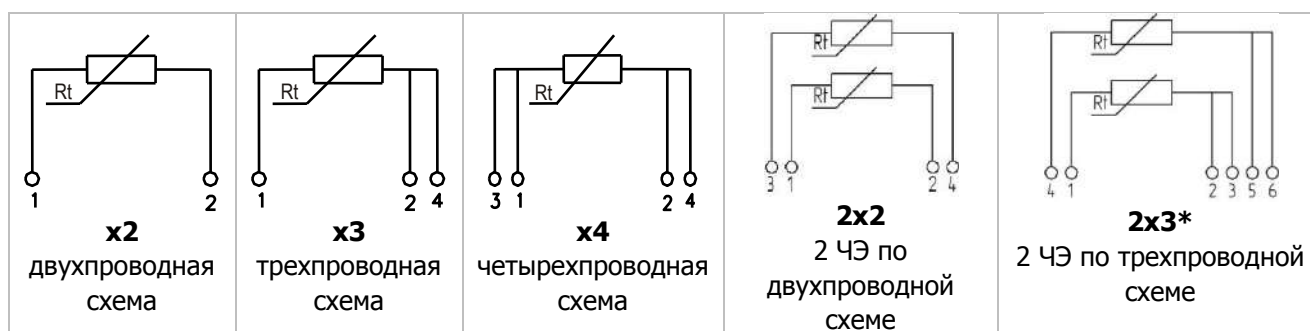 Rt
1 2
x2
двухпроводная
схема
Rt
1 2 4
x3
трехпроводная
схема
Rt
3 1 2 4
x4
четырехпроводная
схема
Rt
Rt
3 1 2 4
2x2
2 ЧЭ по
двухпроводной
схеме
Rt
Rt
4 1 2 3 5 6
2x3*
2 ЧЭ по трехпроводной
схеме